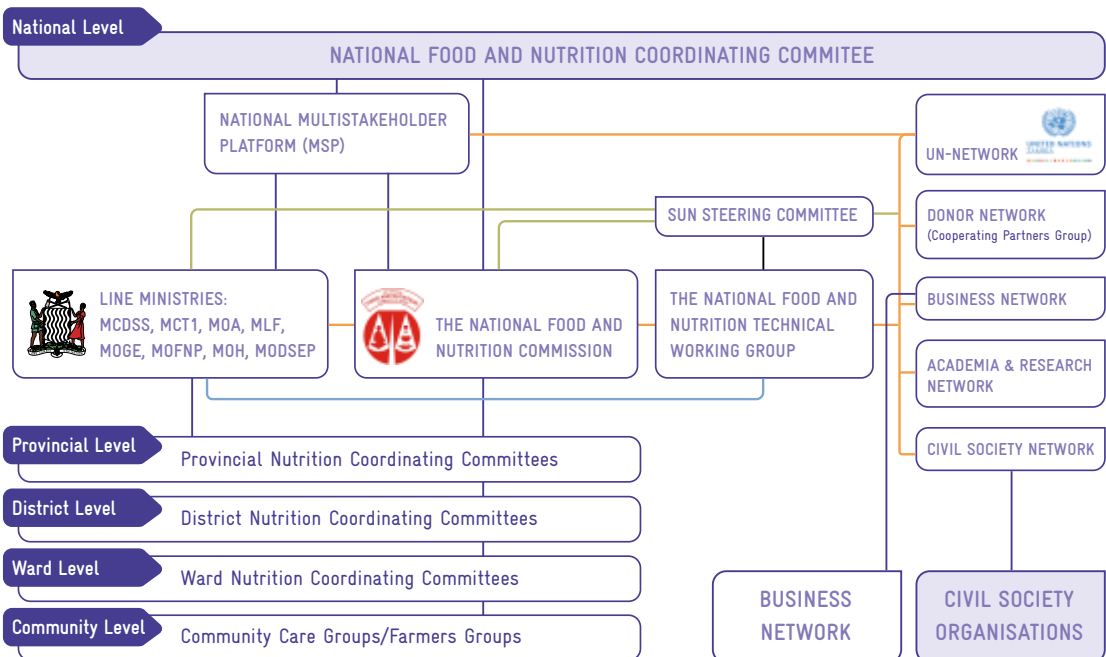 National Level
NATIONAL FOOD AND NUTRITION COORDINATING COMMITEE
NATIONAL MULTISTAKEHOLDER
PLATFORM (MSP)
UN-NETWORK
UNITED NATIONS
ZAMBIA
SUN STEERING COMMITTEE
DONOR NETWORK
(Cooperating Partners Group)
LINE MINISTRIES:
MCDSS, MCT1, MOA, MLF,
MOGE, MOFNP, MOH, MODSEP
THE NATIONAL FOOD AND
NUTRITION COMMISSION
THE NATIONAL FOOD AND
NUTRITION TECHNICAL
WORKING GROUP
BUSINESS NETWORK
ACADEMIA & RESEARCH
NETWORK
CIVIL SOCIETY NETWORK
Provincial Level
Provincial Nutrition Coordinating Committees
District Level
District Nutrition Coordinating Committees
Ward Level
Ward Nutrition Coordinating Committees
Community Level
Community Care Groups/Farmers Groups
BUSINESS
NETWORK
CIVIL SOCIETY
ORGANISATIONS